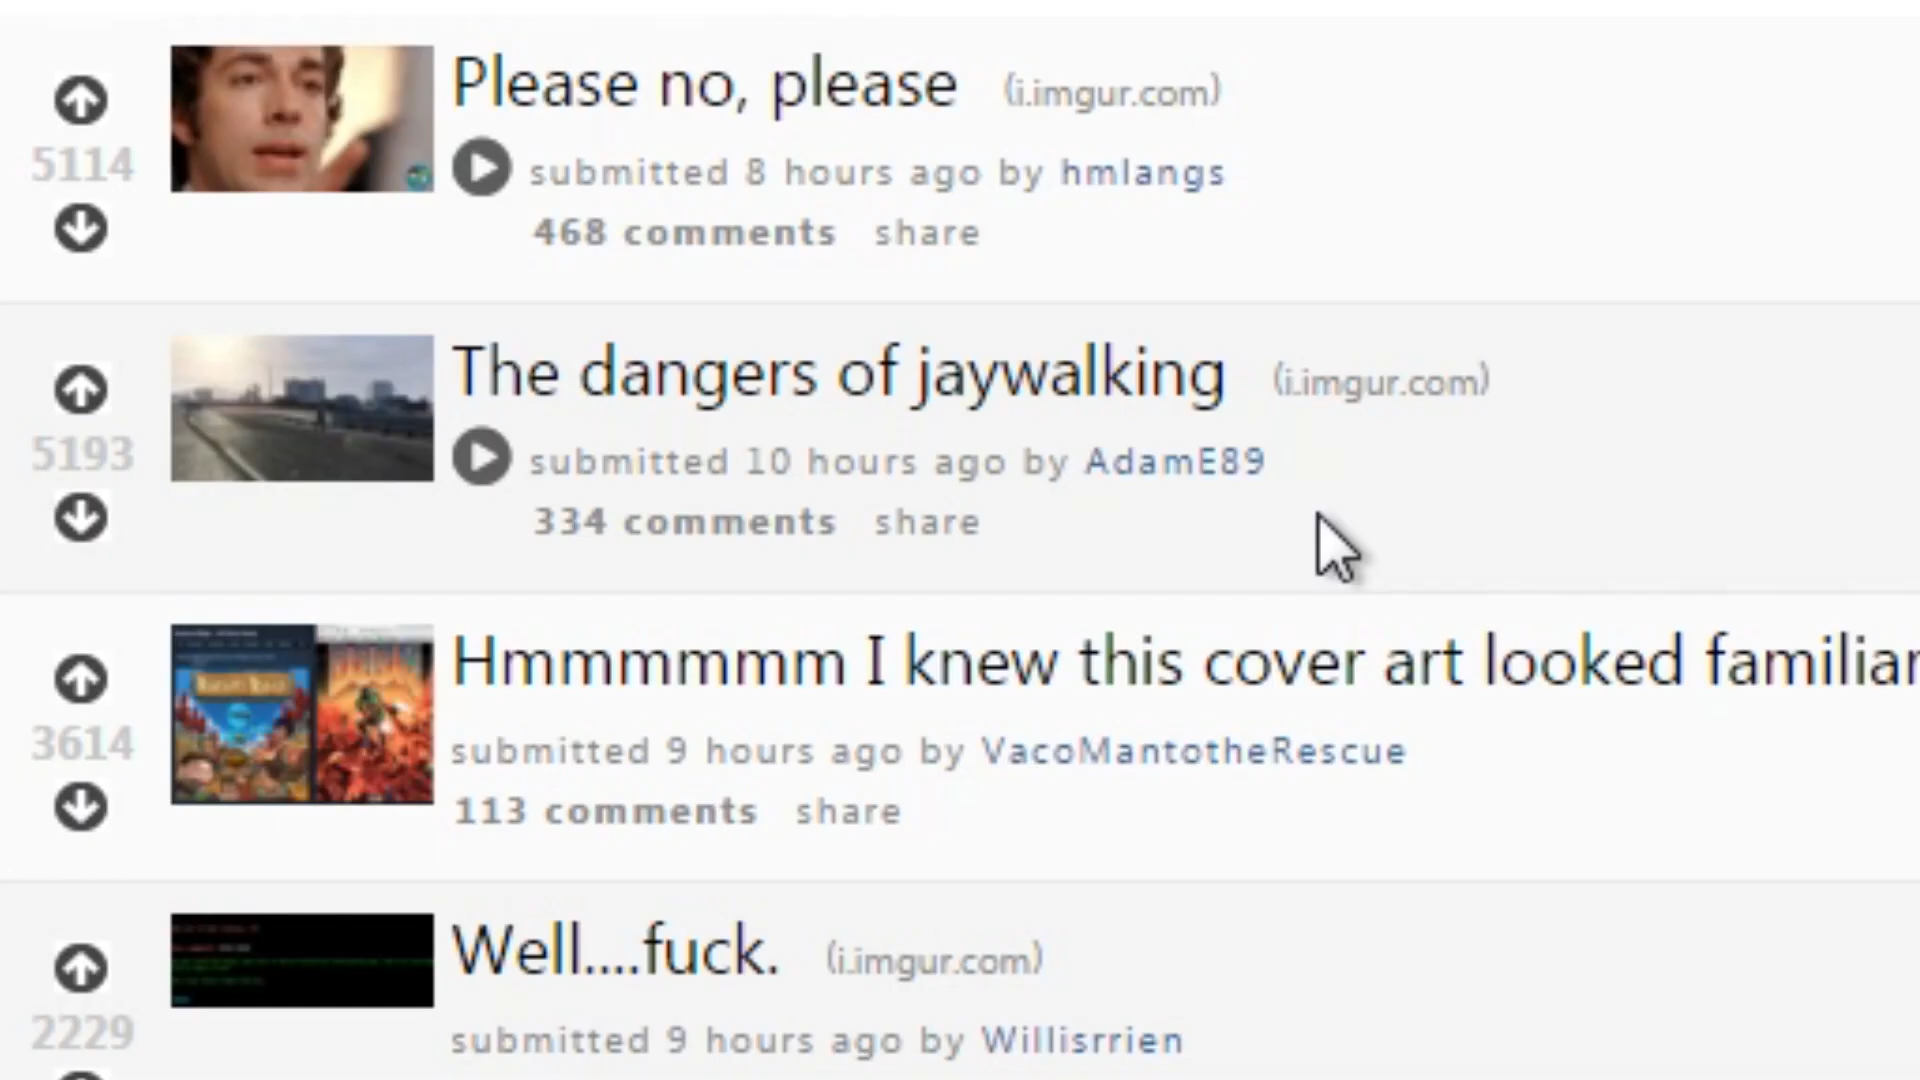 Please no, please (i.imgur.com)
5114
submitted 8 hours ago by hmlangs
468 comments share
The dangers of jaywalking (i.imgur.com)
5193
submitted 10 hours ago by AdamE89
334 comments share
Hmmmmmm I knew this cover art looked familiar
3614
submitted 9 hours ago by VacoMantotheRescue
113 comments share
Well....fuck. (i.imgur.com)
2229
submitted 9 hours ago by Willisrrien